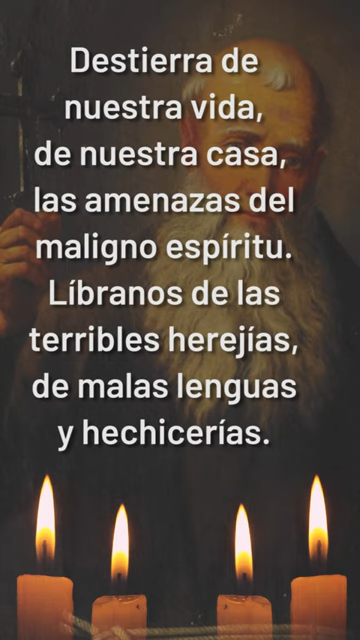 Destierra de
nuestra vida,
de nuestra casa,
las amenazas del
maligno espíritu.
Líbranos de las
terribles herejías,
de malas lenguas
y hechicerías.